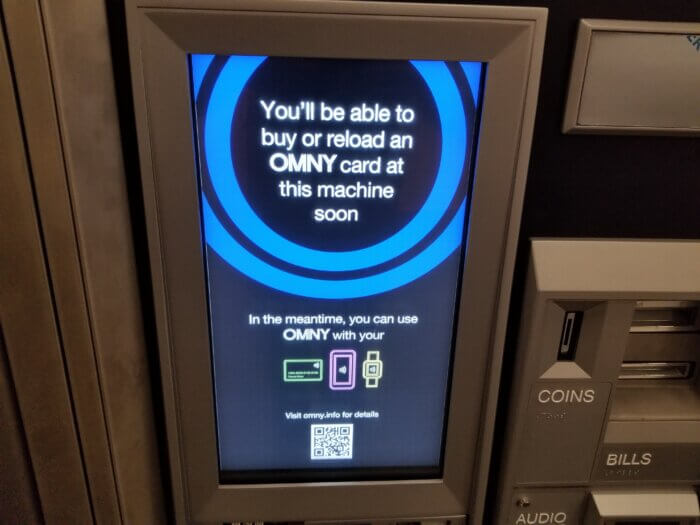 You'll be able to
buy or reload an
OMNY card at
this machine
soon
In the meantime, you can use
OMNY with your
Visit omny.info for details
COINS
BILLS
AUDIO